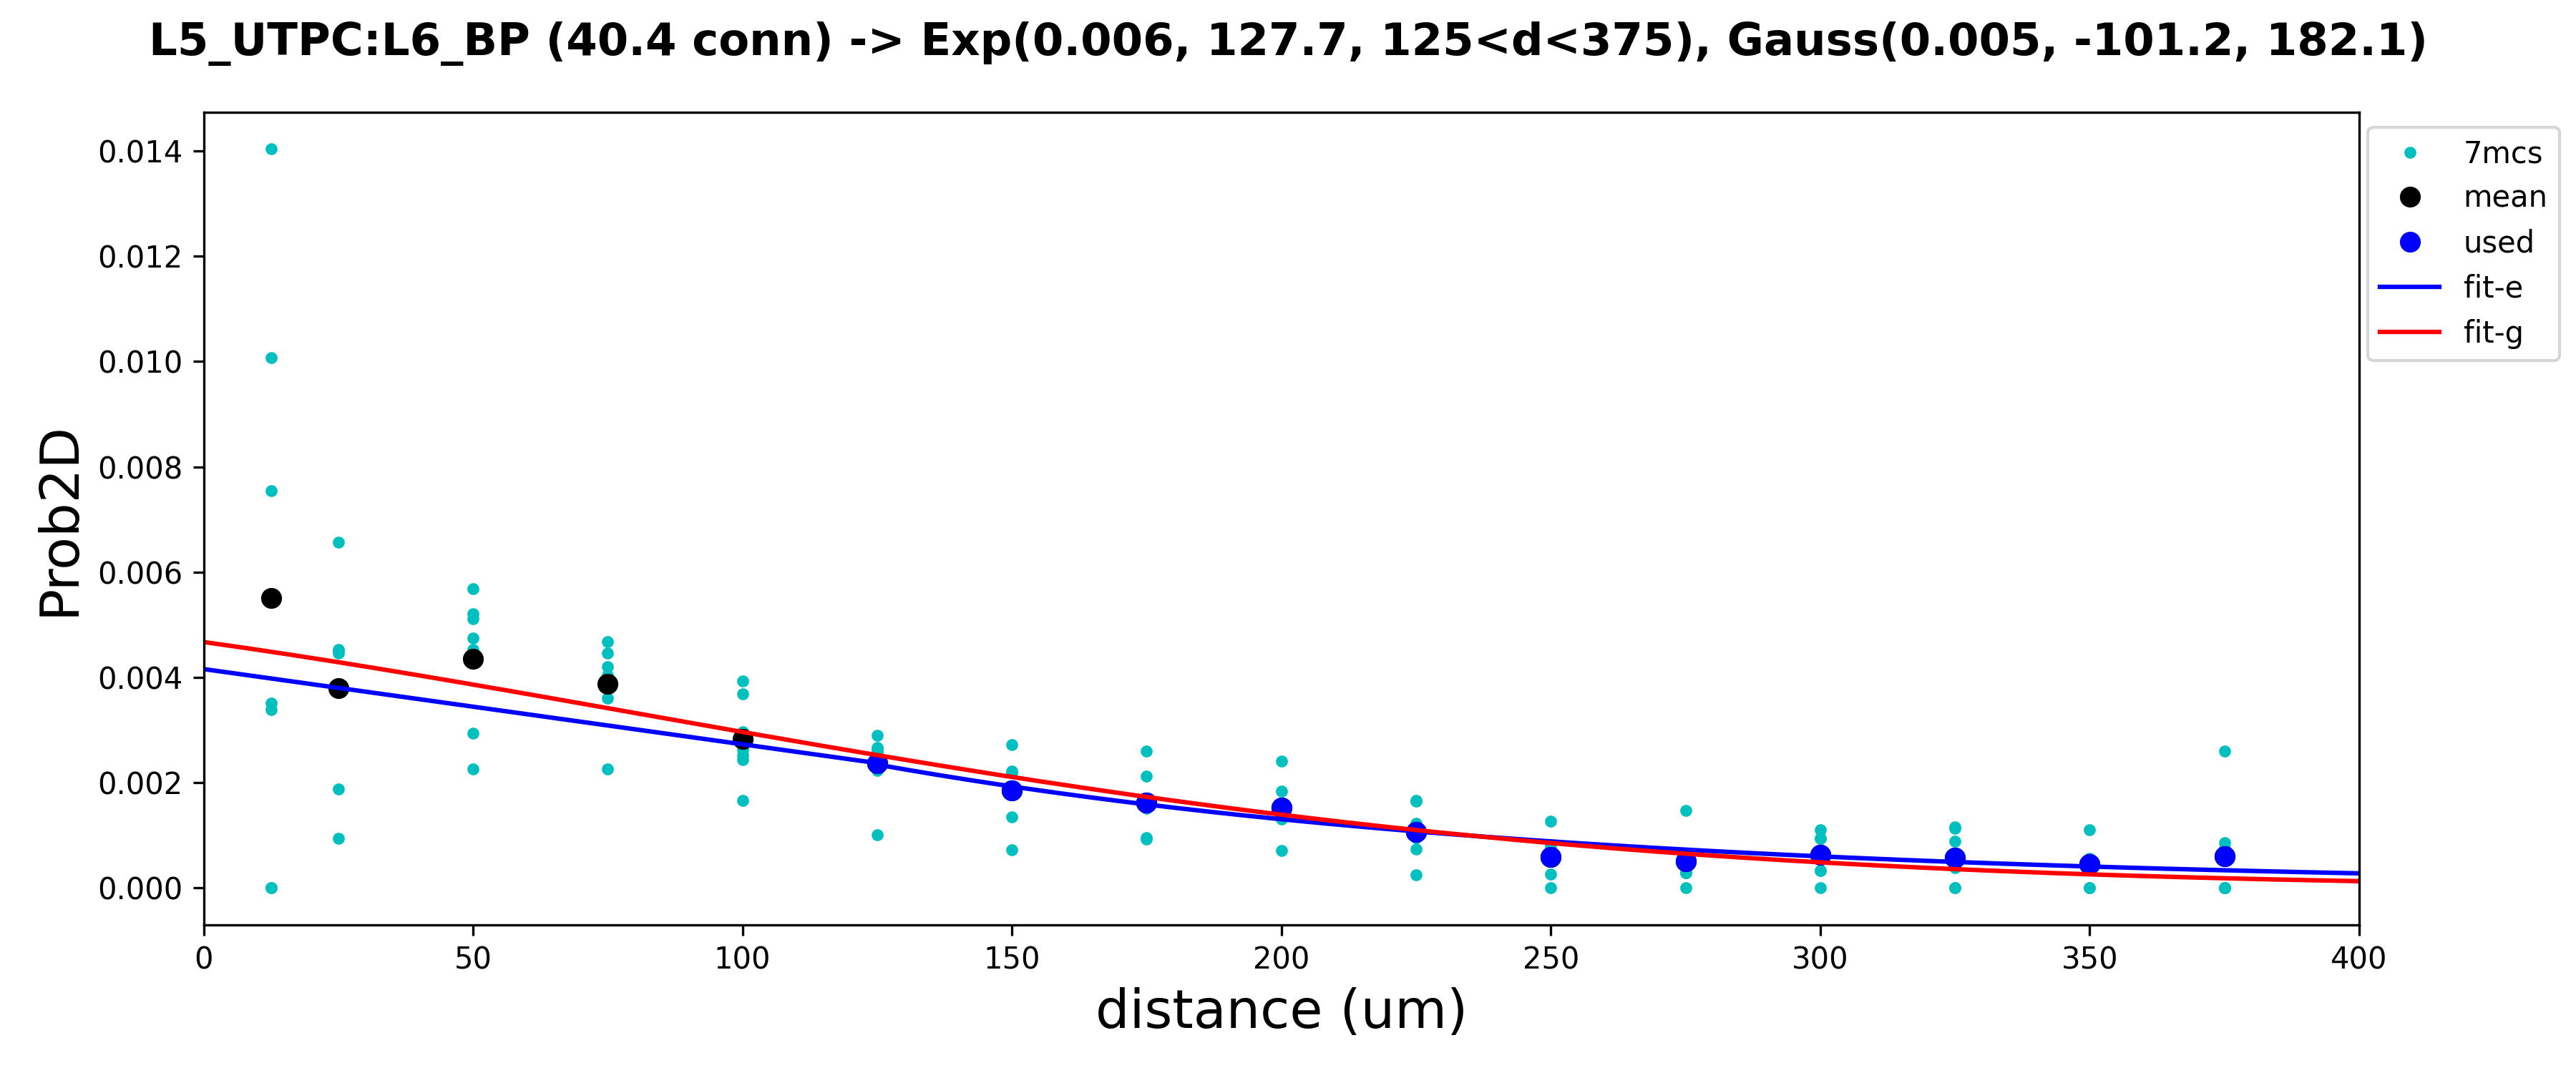 L5_UTPC:L6_BP (40.4 conn) -> Exp(0.006, 127.7, 125<d<375), Gauss(0.005, -101.2, 182.1)
0.014
0.012
0.010
0.008
0.006
0.004
0.002
0.000
Prob2D
7mcs
mean
used
fit-e
fit-g
0 50 100 150 200 250 300 350 400
distance (um)